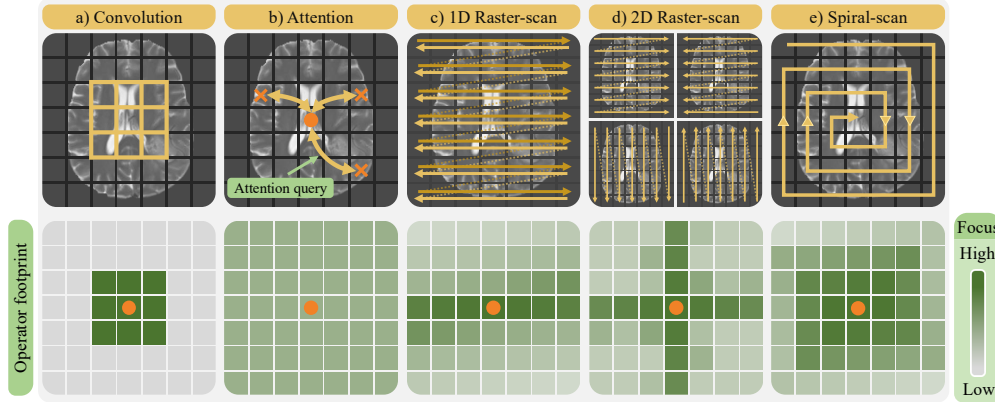 a) Convolution
b) Attention
c) 1D Raster-scan
d) 2D Raster-scan
e) Spiral-scan
Attention query
Operator footprint
Focus
High
Low